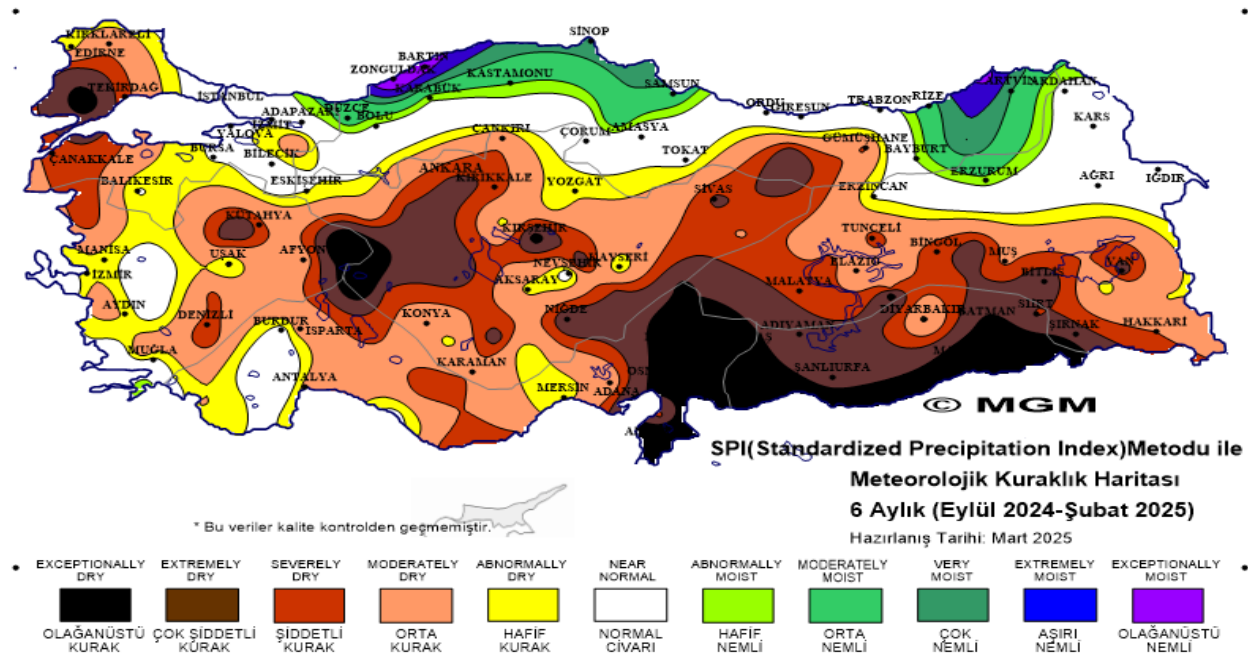 SİNOP
KIRKLARELİ
EDİRNE
BARTIN
ZONGULDAK
KASTAMONU
KARABÜK
TEKİRDAĞ
İSTANBUL
SAMSUN
ARTVİN ARDAHAN
RİZE
ORDU
GİRESUN
TRABZON
DÜZCE
ADAPAZARI
BOLU
KARS
YALOVA
ÇANKIRI
ÇORUM
AMASYA
GÜMÜŞHANE
BURSA
BİLECİK
TOKAT
BAYBURT
ÇANAKKALE
ANKARA
ESKİŞEHİR
KIRIKKALE
BALIKESİR
YOZGAT
SİVAS
ERZİNCAN
ERZURUM
AĞRI
IĞDIR
KÜTAHYA
KIRŞEHİR
TUNCELİ
BİNGÖL
MUŞ
MANİSA
UŞAK
AFYON
NEVŞEHİR
KAYSERİ
ELAZIĞ
BİTLİS
VAN
İZMİR
AKSARAY
MALATYA
AYDIN
DENİZLİ
BURDUR
ISPARTA
KONYA
NİĞDE
ADIYAMAN
DİYARBAKIR
BATMAN
SİİRT
ŞIRNAK
HAKKARİ
MUĞLA
ANTALYA
KARAMAN
MERSİN
ADANA
ŞANLIURFA
© MGM
SPI(Standardized Precipitation Index)Metodu ile
Meteorolojik Kuraklık Haritası
6 Aylık (Eylül 2024-Şubat 2025)
Hazırlanış Tarihi: Mart 2025
* Bu veriler kalite kontrolden geçmemiştir.
EXCEPTIONALLY DRY
EXTREMELY DRY
SEVERELY DRY
MODERATELY DRY
ABNORMALLY DRY
NEAR NORMAL
ABNORMALLY MOIST
MODERATELY MOIST
VERY MOIST
EXTREMELY MOIST
EXCEPTIONALLY MOIST
OLAĞANÜSTÜ KURAK
ÇOK ŞİDDETLİ KURAK
ŞİDDETLİ KURAK
ORTA KURAK
HAFİF KURAK
NORMAL CİVARI
HAFİF NEMLİ
ORTA NEMLİ
ÇOK NEMLİ
AŞIRI NEMLİ
OLAĞANÜSTÜ NEMLİ